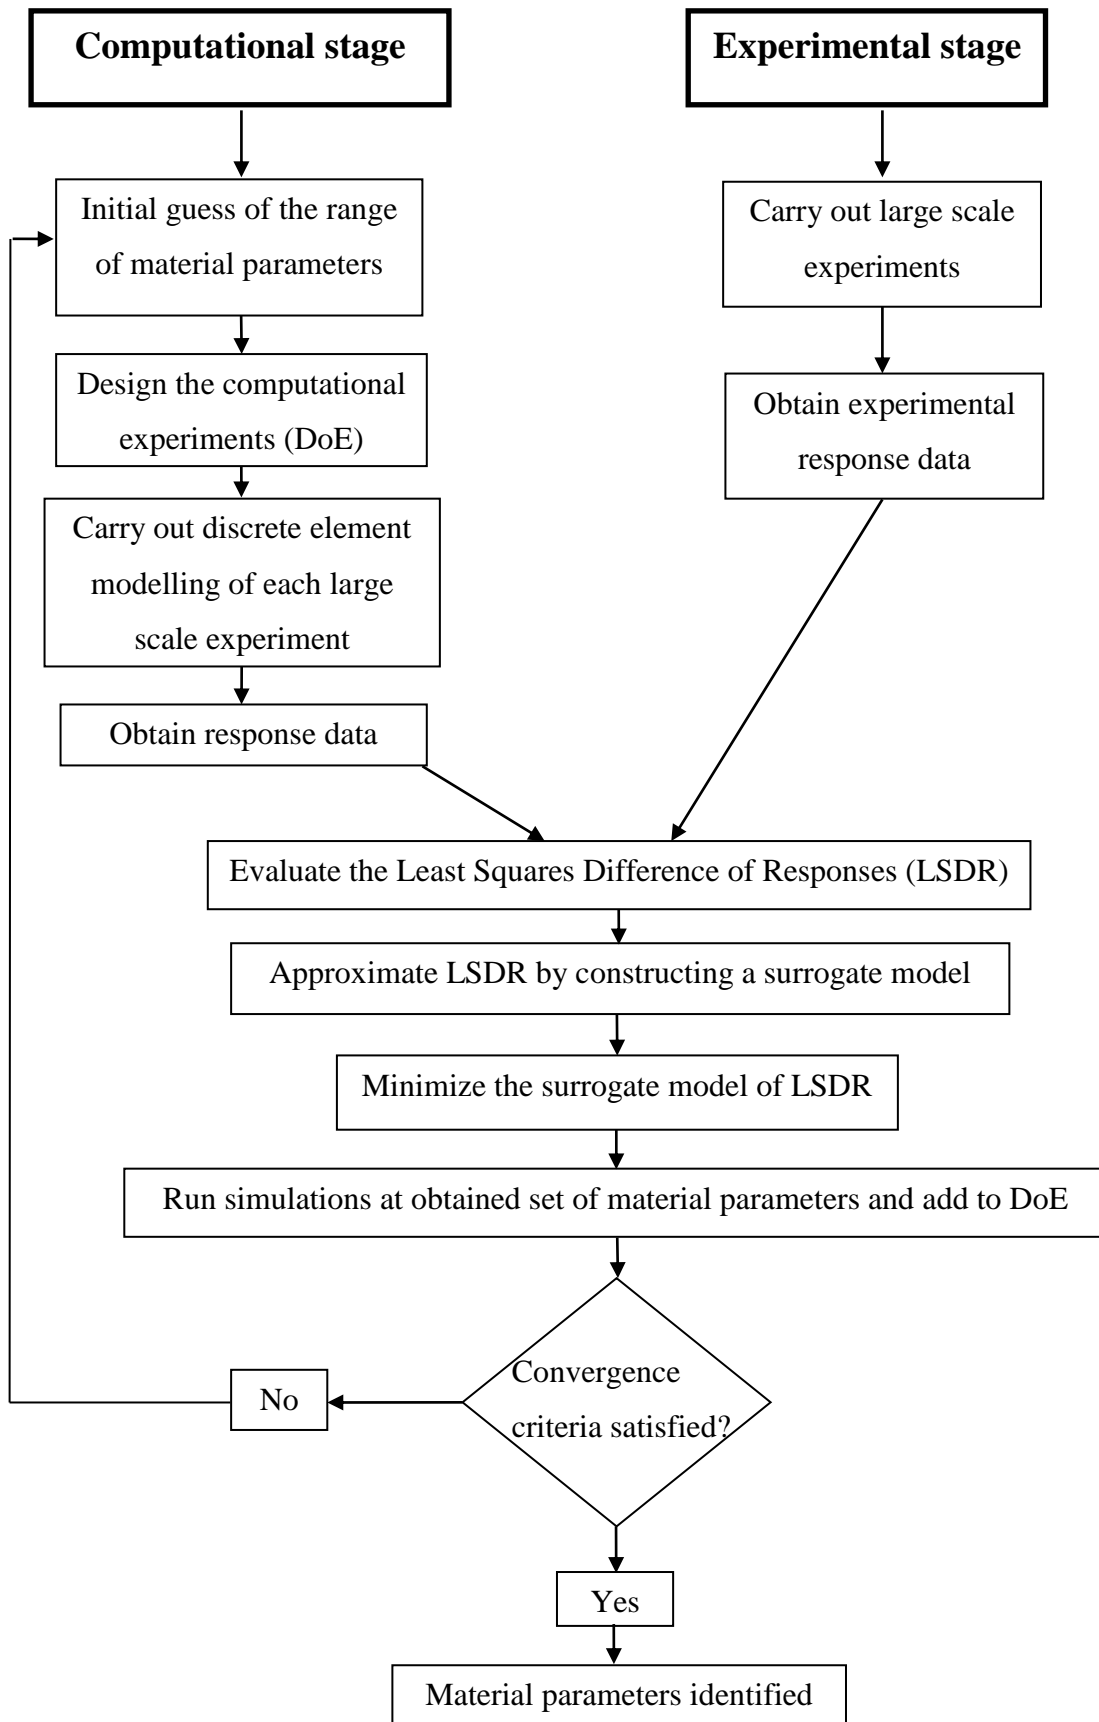 Computational stage
Experimental stage
Initial guess of the range
of material parameters
Carry out large scale
experiments
Design the computational
experiments (DoE)
Obtain experimental
response data
Carry out discrete element
modelling of each large
scale experiment
Obtain response data
Evaluate the Least Squares Difference of Responses (LSDR)
Approximate LSDR by constructing a surrogate model
Minimize the surrogate model of LSDR
Run simulations at obtained set of material parameters and add to DoE
Convergence
criteria satisfied?
No
Yes
Material parameters identified